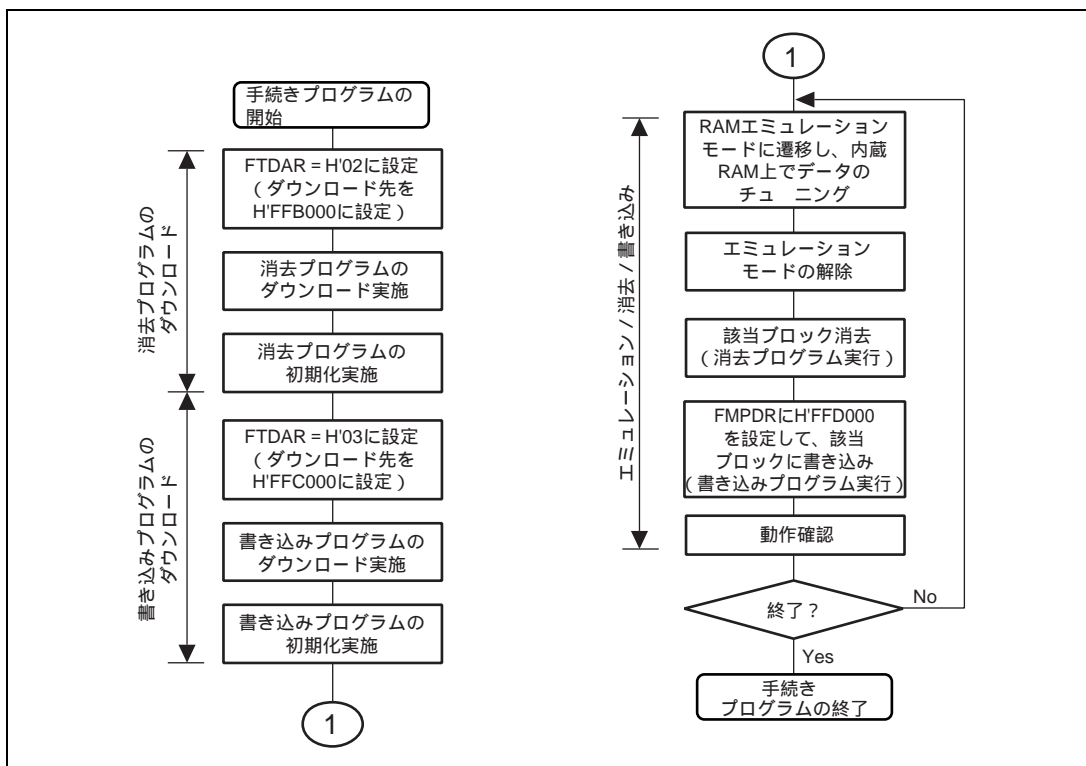 手続きプログラムの
開始
消去プログラムの
ダウンロード
FTDAR = H'02に設定
（ダウンロード先を
H'FFB000に設定）
消去プログラムの
ダウンロード実施
消去プログラムの
初期化実施
書き込みプログラムの
ダウンロード
FTDAR = H'03に設定
（ダウンロード先を
H'FFC000に設定）
書き込みプログラムの
ダウンロード実施
書き込みプログラムの
初期化実施
1
1
エミュレーション / 消去 / 書き込み
RAMエミュレーション
モードに遷移し、内蔵
RAM上でデータの
チュ ーニング
エミュレーション
モードの解除
該当ブロック消去
（消去プログラム実行）
FMPDRにH'FFD000
を設定して、該当
ブロックに書き込み
（書き込みプログラム実行）
動作確認
終了？
No
Yes
手続き
プログラムの終了